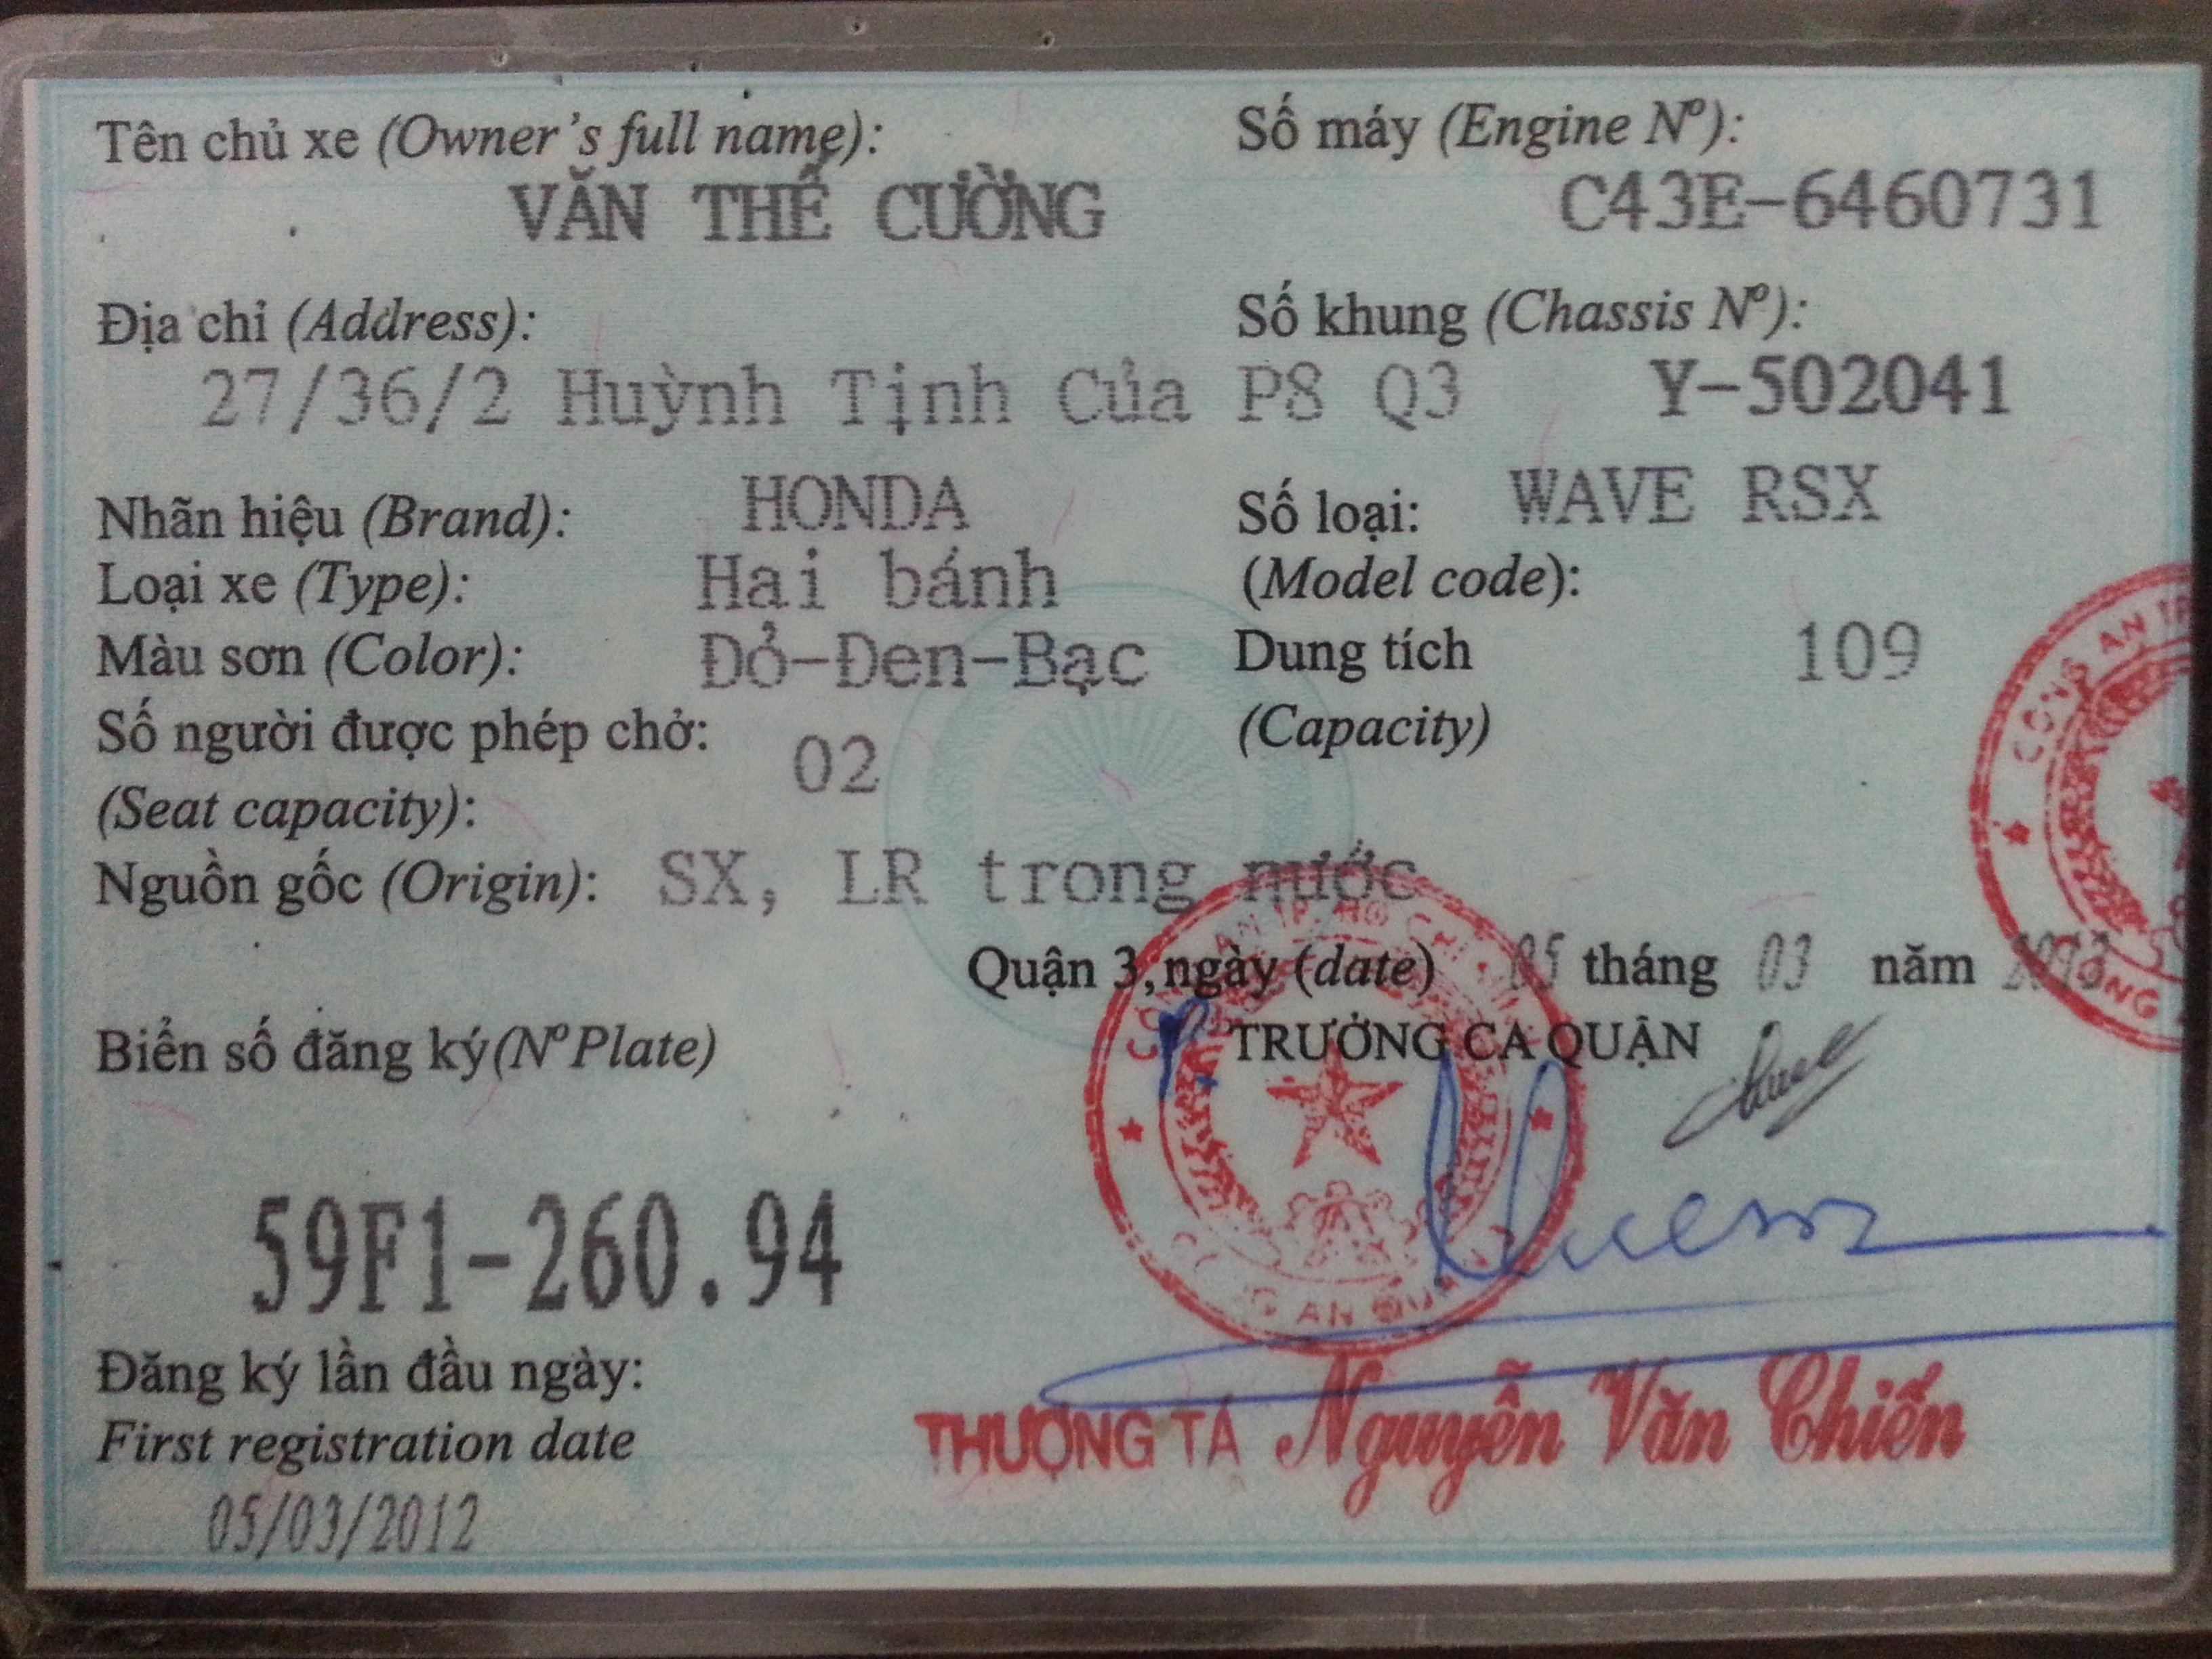 Tên chủ xe (Owner's full name): Số máy (Engine Nº):
VĂN THẾ CƯỜNG C43E-6460731
Địa chỉ (Address): Số khung (Chassis Nº):
27/36/2 Huỳnh Tịnh Của P8 Q3 Y-502041
Nhãn hiệu (Brand): HONDA Số loại: WAVE RSX
Loại xe (Type): Hai bánh (Model code):
Màu sơn (Color): Đỏ-Đen-Bạc Dung tích 109
Số người được phép chở: (Capacity)
(Seat capacity): 02
Nguồn gốc (Origin): SX, LR trong nước
Quận 3, ngày (date) 05 tháng 03 năm 2012
Biển số đăng ký (Nº Plate) TRƯỞNG CA QUẬN
59F1-260.94
Đăng ký lần đầu ngày:
First registration date
05/03/2012
THƯỢNG TÁ Nguyễn Văn Chiến
CÔNG AN